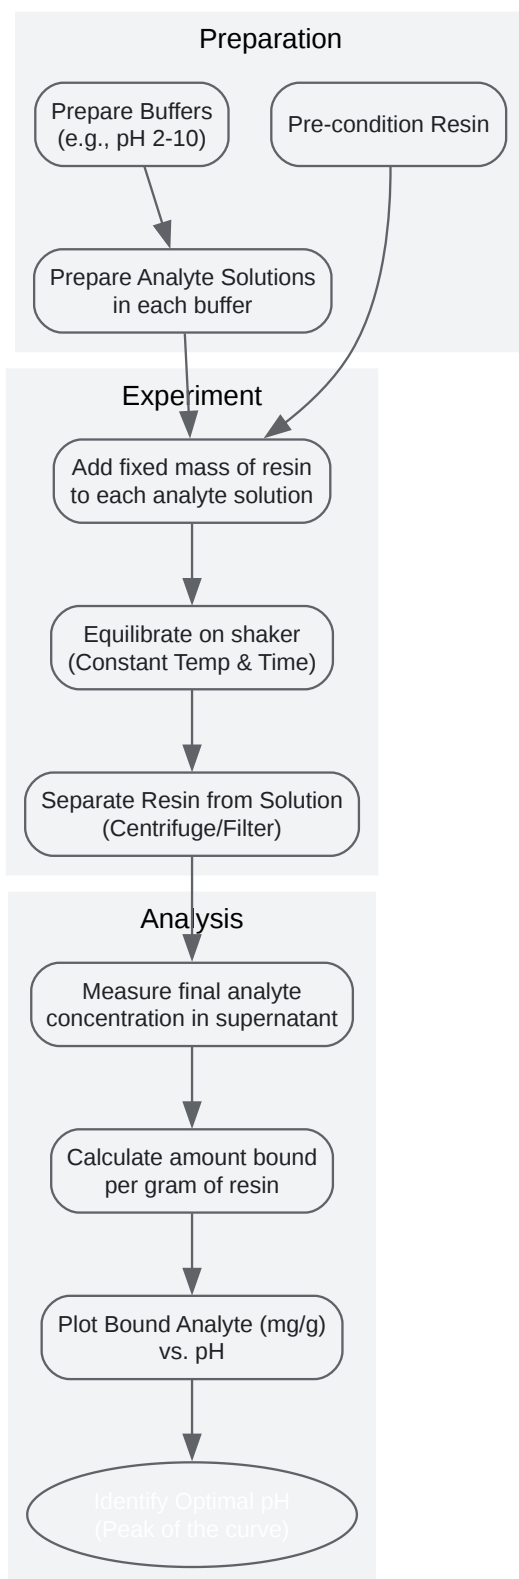 Preparation
Prepare Buffers
(e.g., pH 2-10)
Pre-condition Resin
Prepare Analyte Solutions
in each buffer
Experiment
Add fixed mass of resin
to each analyte solution
Equilibrate on shaker
(Constant Temp & Time)
Separate Resin from Solution
(Centrifuge/Filter)
Analysis
Measure final analyte
concentration in supernatant
Calculate amount bound
per gram of resin
Plot Bound Analyte (mg/g)
vs. pH
Identify Optimal pH
(Peak of the curve)